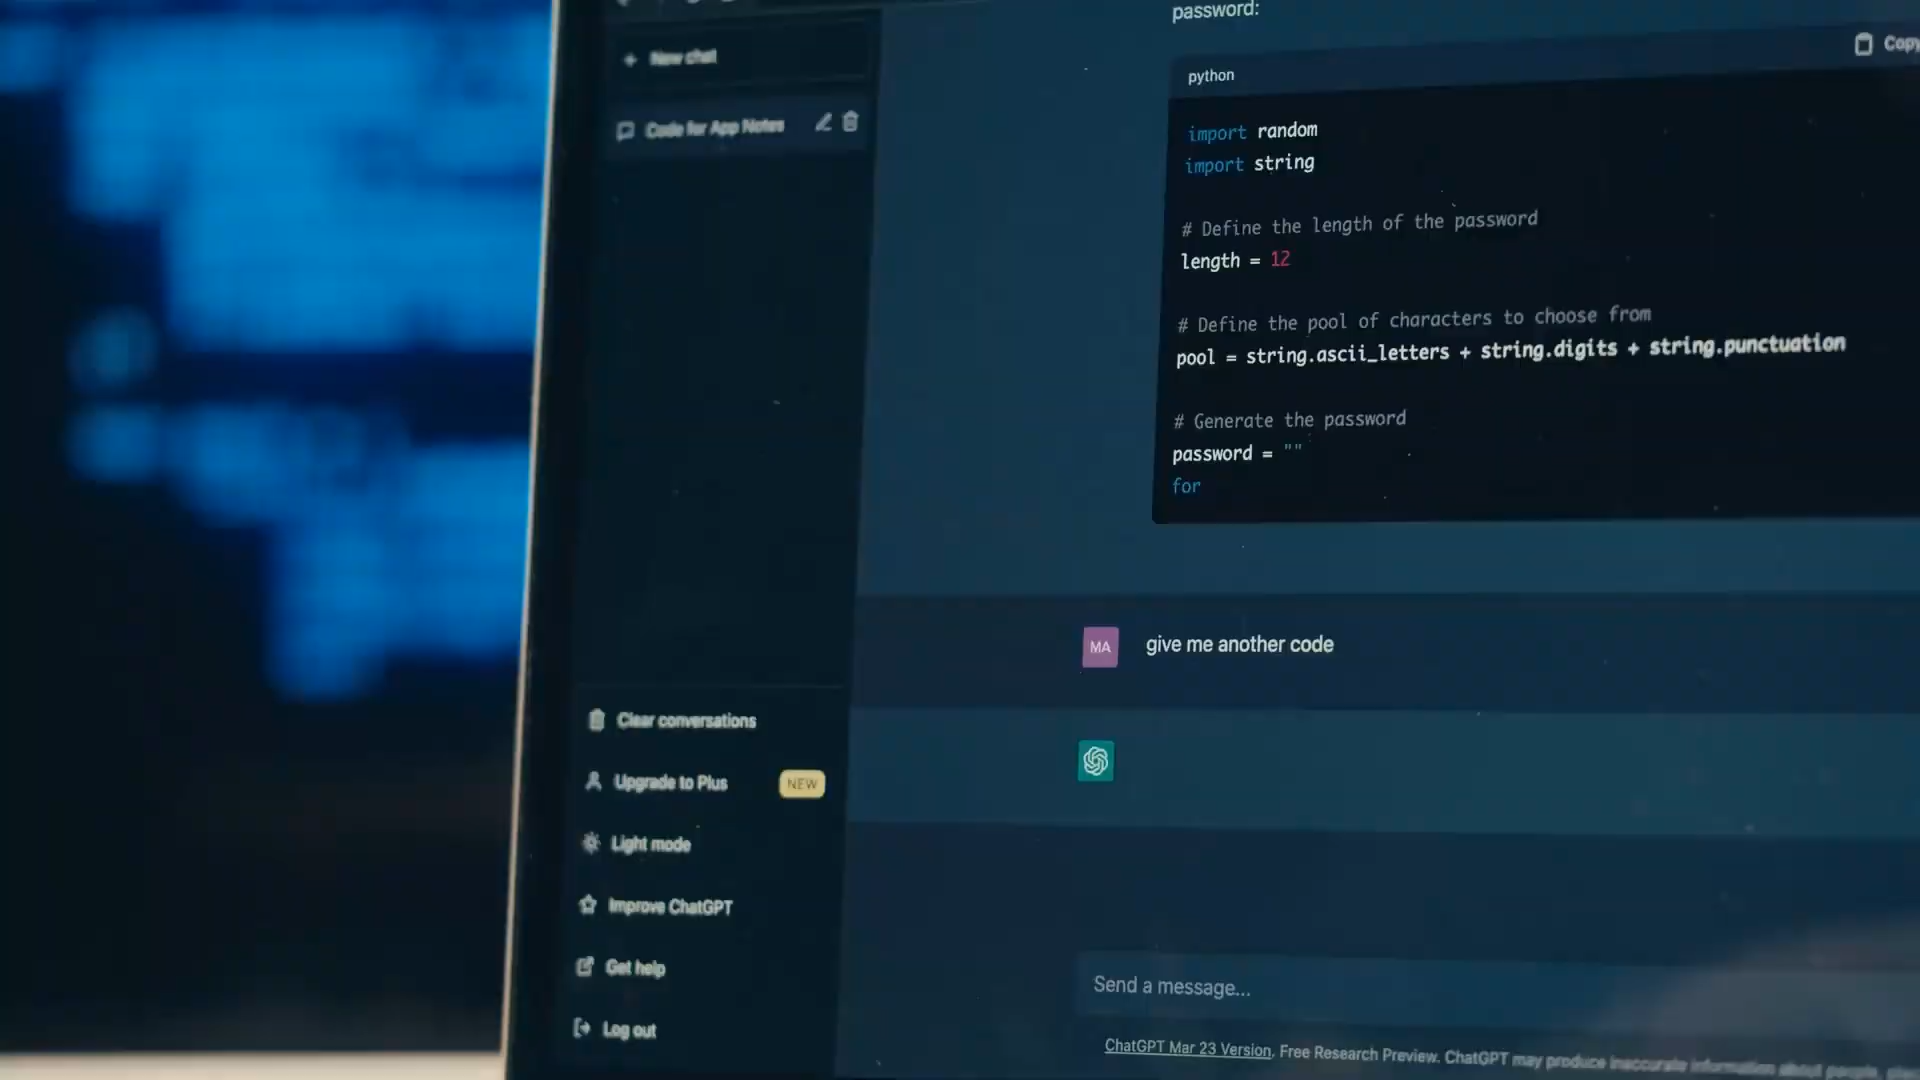 New chat
Code for App Notes
Clear conversations
Upgrade to Plus
NEW
Light mode
Improve ChatGPT
Get help
Log out
password:
python
Copy
import random
import string
# Define the length of the password
length = 12
# Define the pool of characters to choose from
pool = string.ascii_letters + string.digits + string.punctuation
# Generate the password
password = ""
for
MA
give me another code
Send a message...
ChatGPT Mar 23 Version. Free Research Preview. ChatGPT may produce inaccurate information about people,